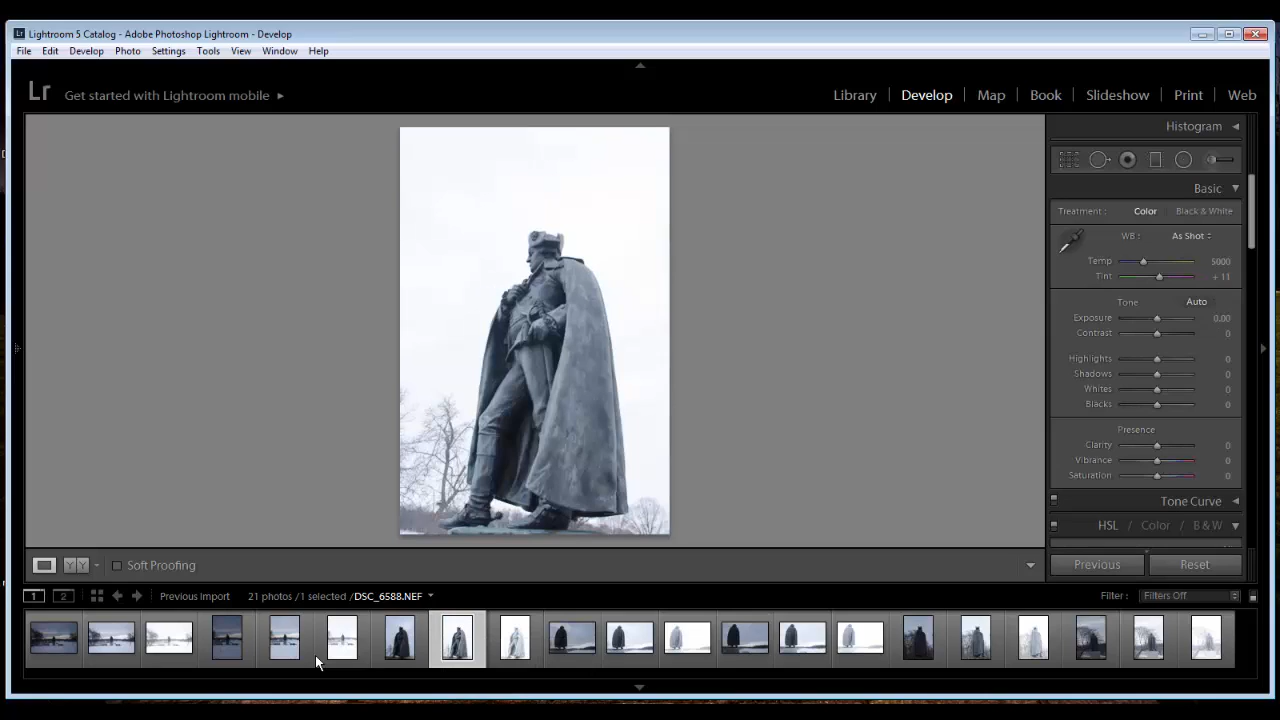 Lr Lightroom 5 Catalog - Adobe Photoshop Lightroom - Develop
File Edit Develop Photo Settings Tools View Window Help
Lr Get started with Lightroom mobile Library Develop Map Book Slideshow Print Web
Histogram
Basic
Treatment : Color Black & White
WB : As Shot
Temp 5000
Tint + 11
Tone Auto
Exposure 0.00
Contrast 0
Highlights 0
Shadows 0
Whites 0
Blacks 0
Presence
Clarity 0
Vibrance 0
Saturation 0
Tone Curve
HSL / Color / B & W
Y Y Soft Proofing Previous Reset
1 2 Previous Import 21 photos /1 selected /DSC_6588.NEF Filter : Filters Off